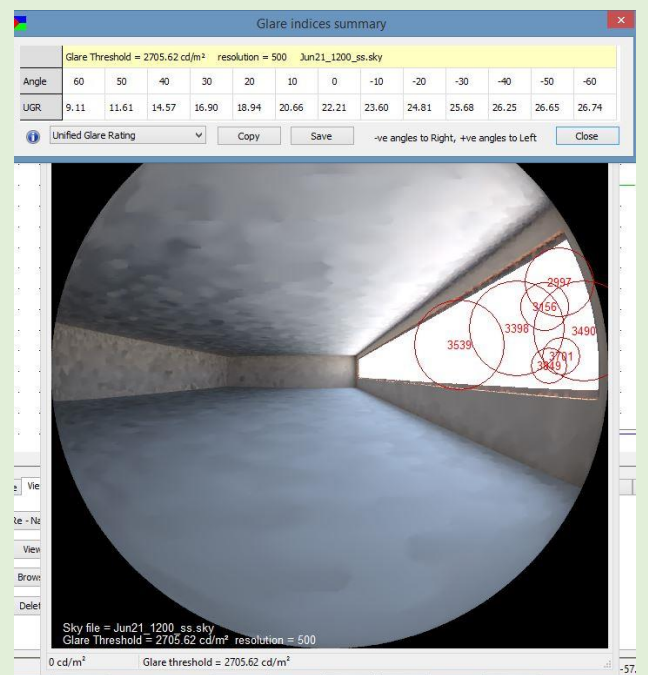 Glare indices summary
Glare Threshold = 2705.62 cd/m² resolution = 500 Jun21_1200_ss.sky
Angle 60 50 40 30 20 10 0 -10 -20 -30 -40 -50 -60
UGR 9.11 11.61 14.57 16.90 18.94 20.66 22.21 23.60 24.81 25.68 26.25 26.65 26.74
Unified Glare Rating Copy Save -ve angles to Right, +ve angles to Left Close
2997
3156
3398 3490
3539
3701
3849
Vie
Re - Na
View
Brows
Delet
Sky file = Jun21_1200_ss.sky
Glare Threshold = 2705.62 cd/m² resolution = 500
0 cd/m² Glare threshold = 2705.62 cd/m²
-57.